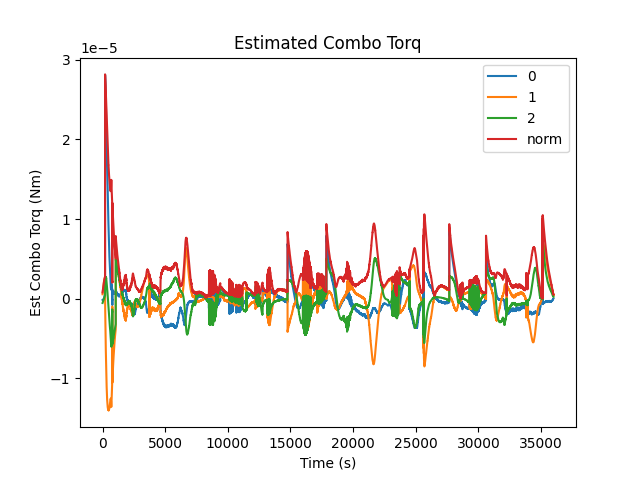 Estimated Combo Torq
1e−5
3
2
1
0
−1
Est Combo Torq (Nm)
0
1
2
norm
0 5000 10000 15000 20000 25000 30000 35000
Time (s)